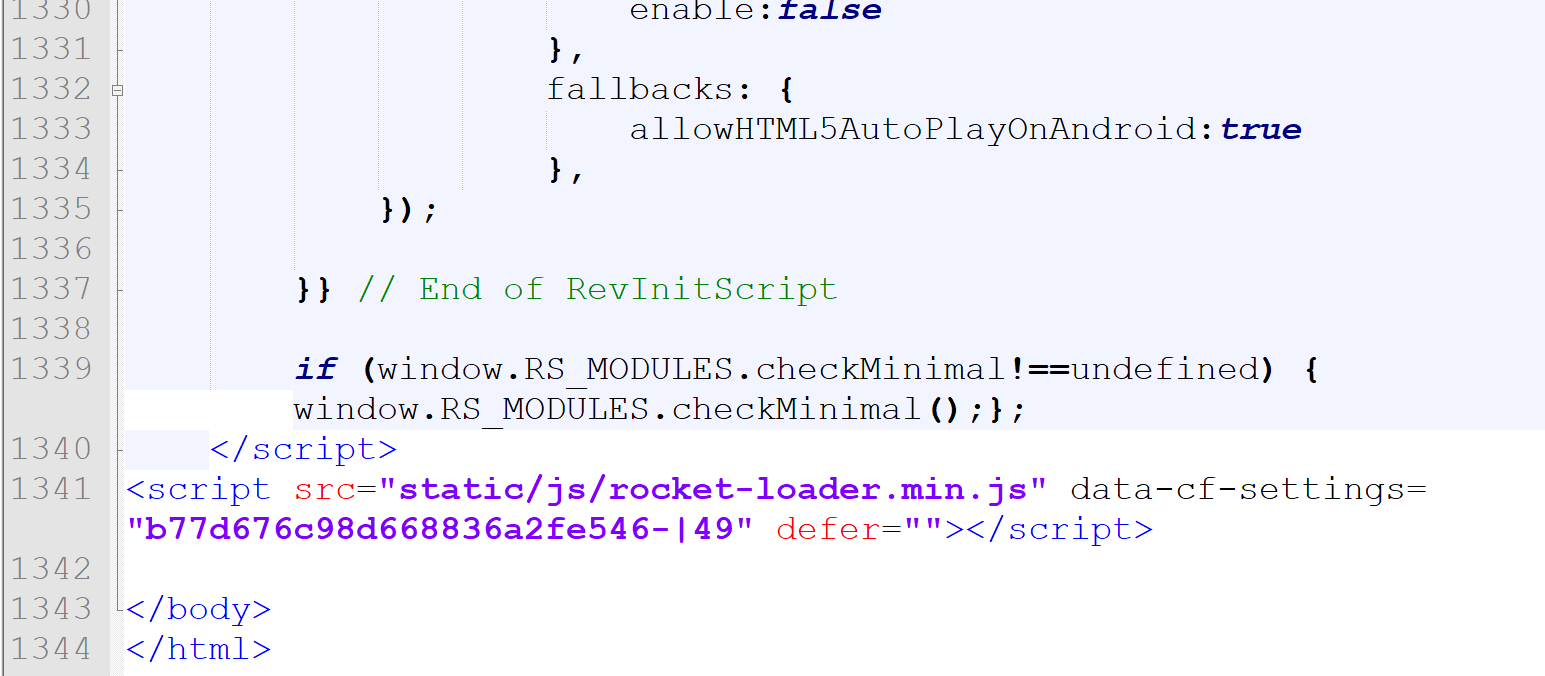 1330 enable:false
1331 },
1332 fallbacks: {
1333 allowHTML5AutoPlayOnAndroid:true
1334 },
1335 });
1336
1337 }} // End of RevInitScript
1338
1339 if (window.RS_MODULES.checkMinimal!==undefined) {
window.RS_MODULES.checkMinimal();};
1340 </script>
1341 <script src="static/js/rocket-loader.min.js" data-cf-settings=
"b77d676c98d668836a2fe546-|49" defer=""></script>
1342
1343 </body>
1344 </html>